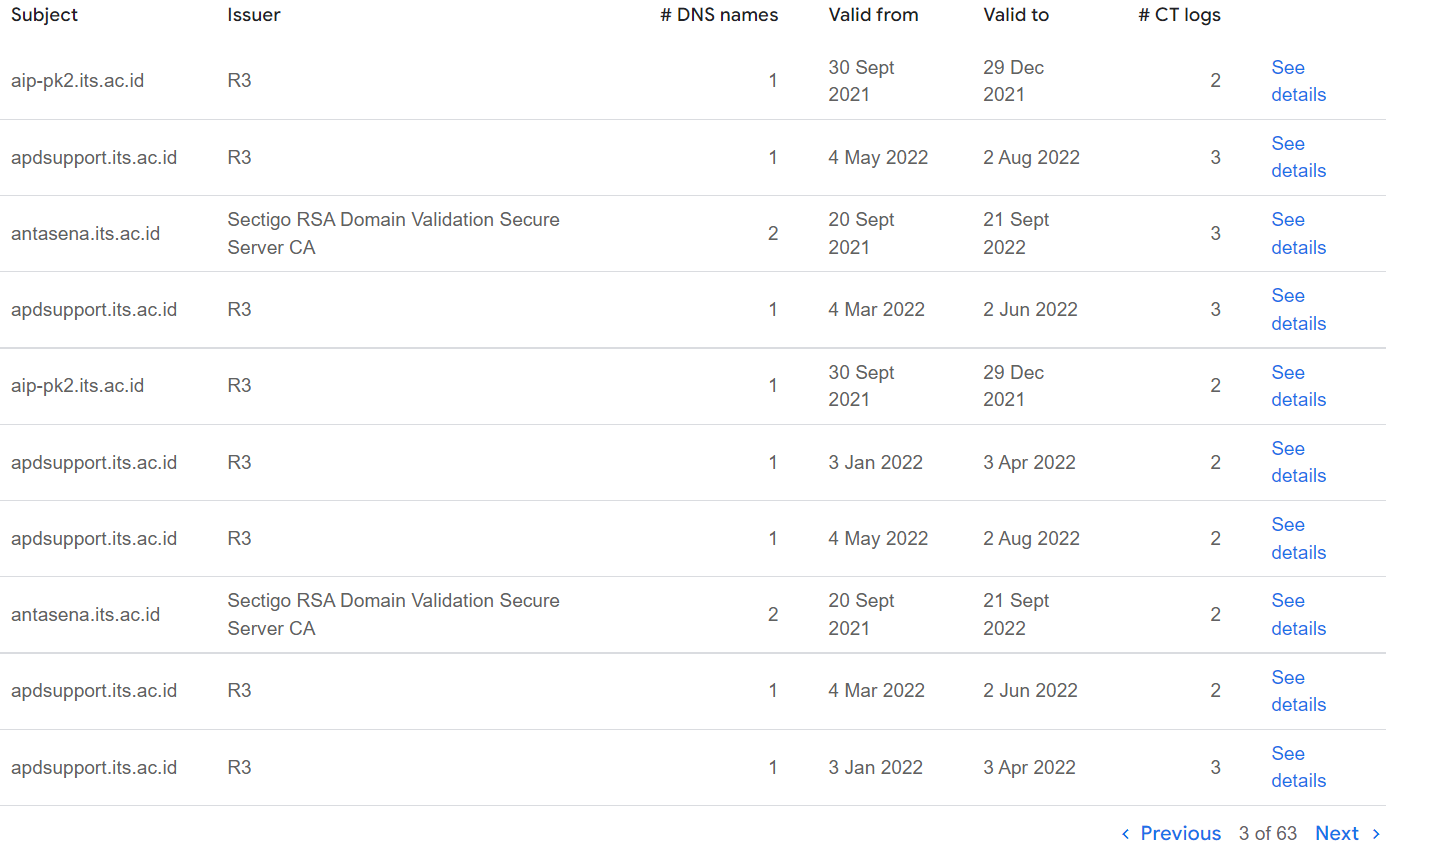 Subject Issuer # DNS names Valid from Valid to # CT logs
aip-pk2.its.ac.id R3 1 30 Sept 2021 29 Dec 2021 2 See details
apdsupport.its.ac.id R3 1 4 May 2022 2 Aug 2022 3 See details
antasena.its.ac.id Sectigo RSA Domain Validation Secure Server CA 2 20 Sept 2021 21 Sept 2022 3 See details
apdsupport.its.ac.id R3 1 4 Mar 2022 2 Jun 2022 3 See details
aip-pk2.its.ac.id R3 1 30 Sept 2021 29 Dec 2021 2 See details
apdsupport.its.ac.id R3 1 3 Jan 2022 3 Apr 2022 2 See details
apdsupport.its.ac.id R3 1 4 May 2022 2 Aug 2022 2 See details
antasena.its.ac.id Sectigo RSA Domain Validation Secure Server CA 2 20 Sept 2021 21 Sept 2022 2 See details
apdsupport.its.ac.id R3 1 4 Mar 2022 2 Jun 2022 2 See details
apdsupport.its.ac.id R3 1 3 Jan 2022 3 Apr 2022 3 See details
‹ Previous 3 of 63 Next ›